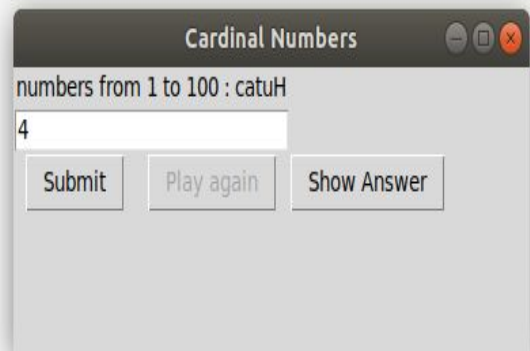 Cardinal Numbers
numbers from 1 to 100 : catuH
4
Submit Play again Show Answer